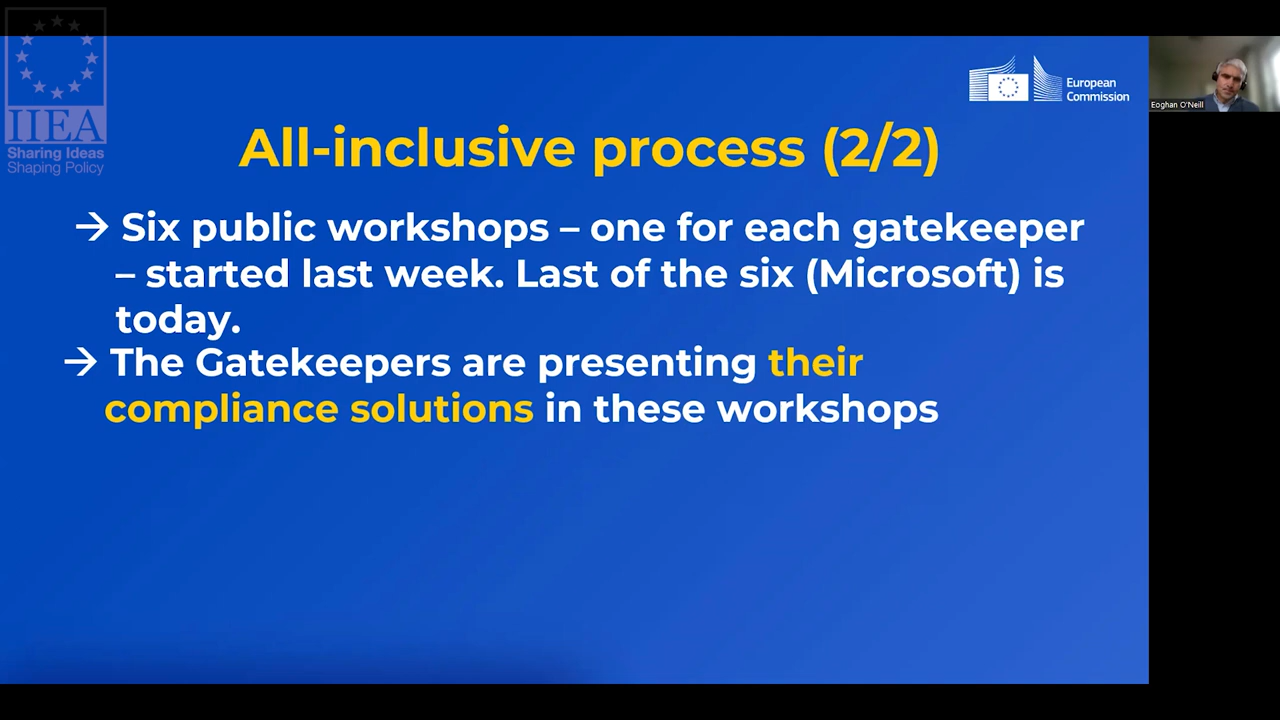 IIEA
Sharing Ideas
Shaping Policy
European
Commission
Eoghan O'Neill
All-inclusive process (2/2)
→ Six public workshops – one for each gatekeeper
– started last week. Last of the six (Microsoft) is
today.
→ The Gatekeepers are presenting their
compliance solutions in these workshops